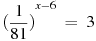 (1/81)^{x-6} = 3